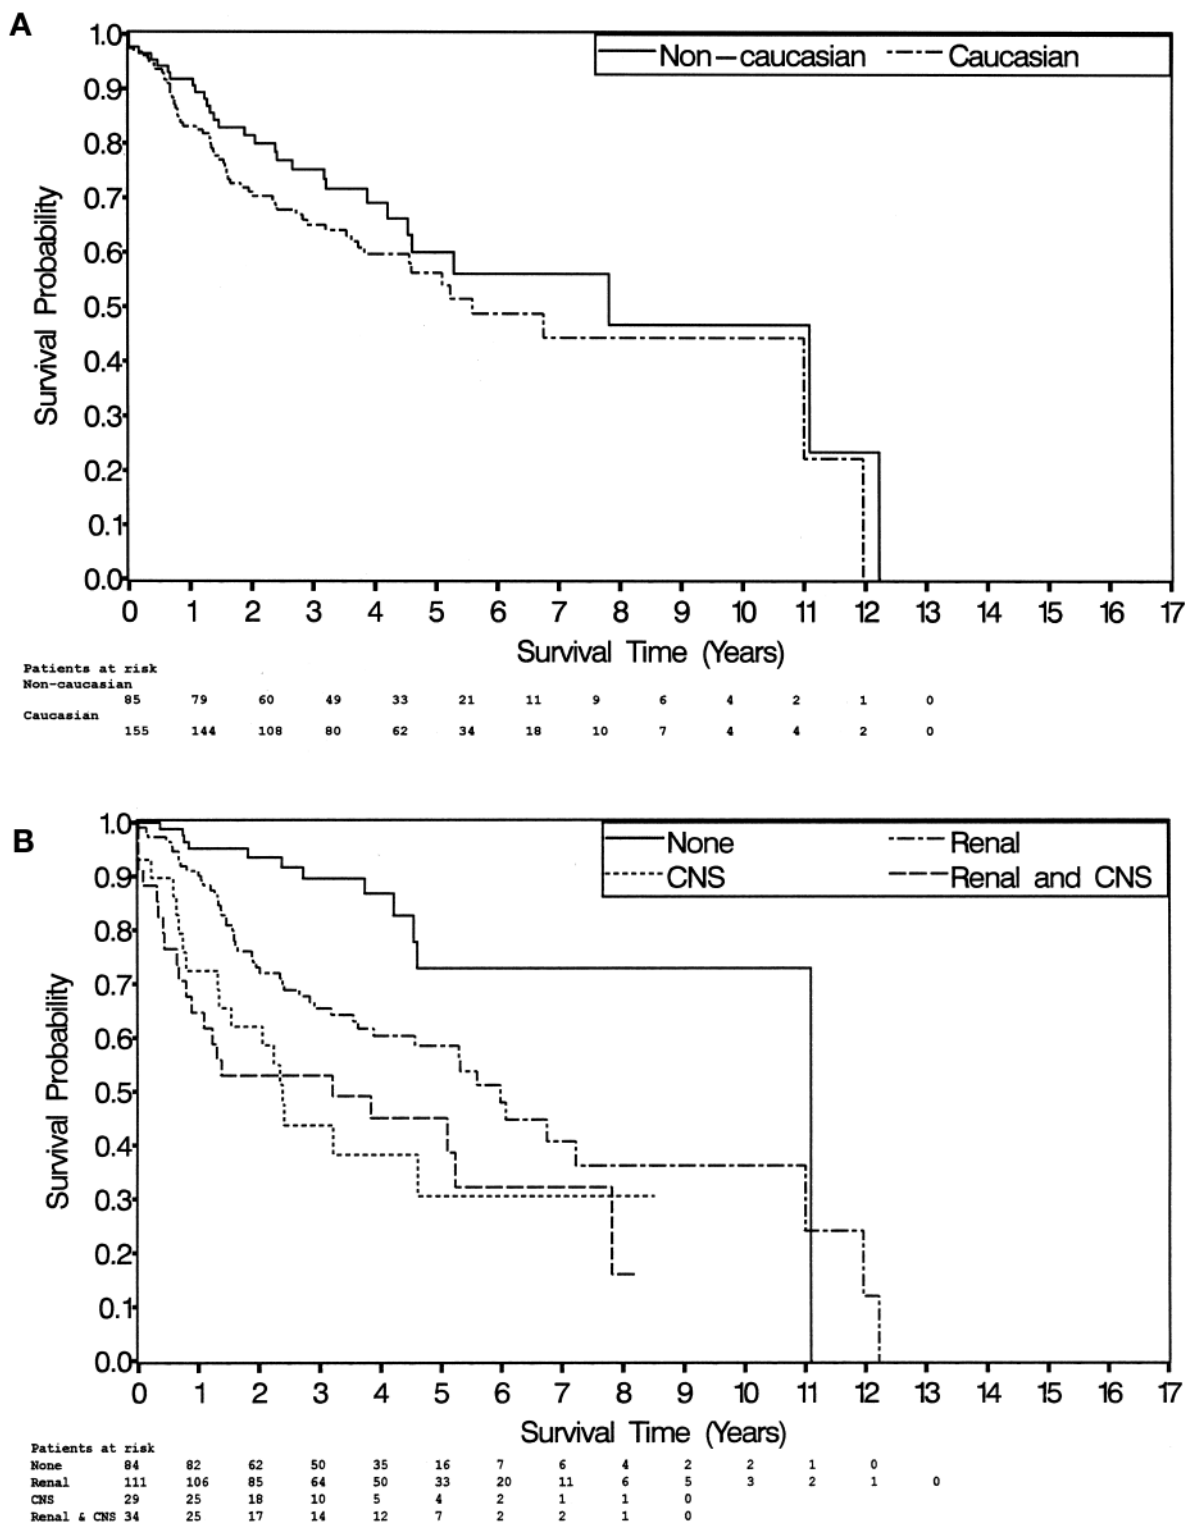 A
Non-caucasian Caucasian
1.0
0.9
0.8
0.7
0.6
0.5
0.4
0.3
0.2
0.1
0.0
Survival Probability
0 1 2 3 4 5 6 7 8 9 10 11 12 13 14 15 16 17
Survival Time (Years)
Patients at risk
Non-caucasian
85 79 60 49 33 21 11 9 6 4 2 1 0
Caucasian
155 144 108 80 62 34 18 10 7 4 4 2 0
B
None Renal
CNS Renal and CNS
1.0
0.9
0.8
0.7
0.6
0.5
0.4
0.3
0.2
0.1
0.0
Survival Probability
0 1 2 3 4 5 6 7 8 9 10 11 12 13 14 15 16 17
Survival Time (Years)
Patients at risk
None 84 82 62 50 35 16 7 6 4 2 2 1 0
Renal 111 106 85 64 50 33 20 11 6 5 3 2 1 0
CNS 29 25 18 10 5 4 2 1 1 0
Renal & CNS 34 25 17 14 12 7 2 2 1 0